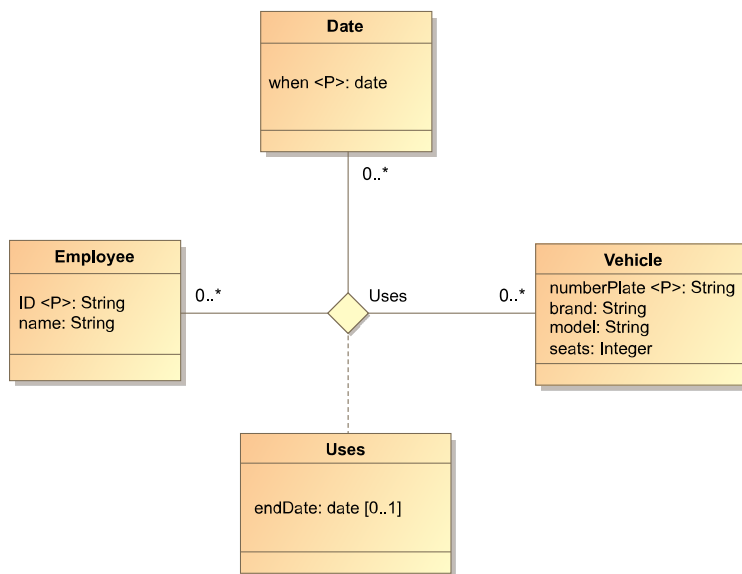 Date
when <P>: date
0..*
Employee
ID <P>: String
name: String
0..*
Uses
0..*
Vehicle
numberPlate <P>: String
brand: String
model: String
seats: Integer
Uses
endDate: date [0..1]